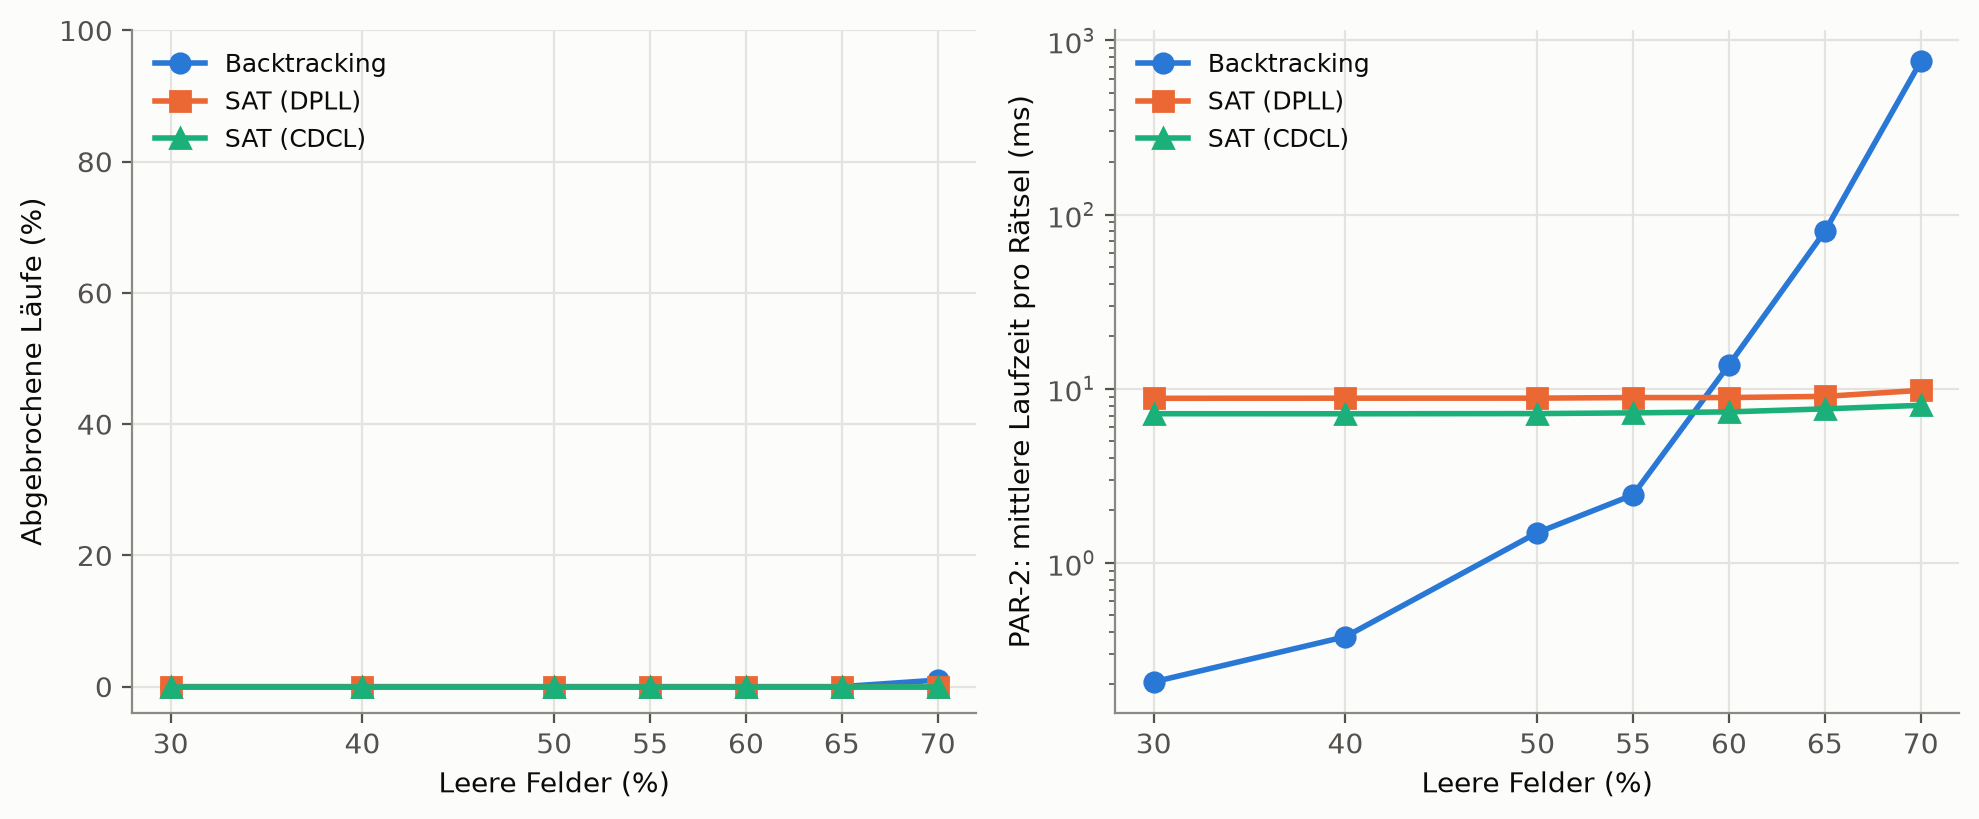 Abgebrochene Läufe (%)
100
80
60
40
20
0
Backtracking
SAT (DPLL)
SAT (CDCL)
30 40 50 55 60 65 70
Leere Felder (%)
PAR-2: mittlere Laufzeit pro Rätsel (ms)
10³
10²
10¹
10⁰
Backtracking
SAT (DPLL)
SAT (CDCL)
30 40 50 55 60 65 70
Leere Felder (%)